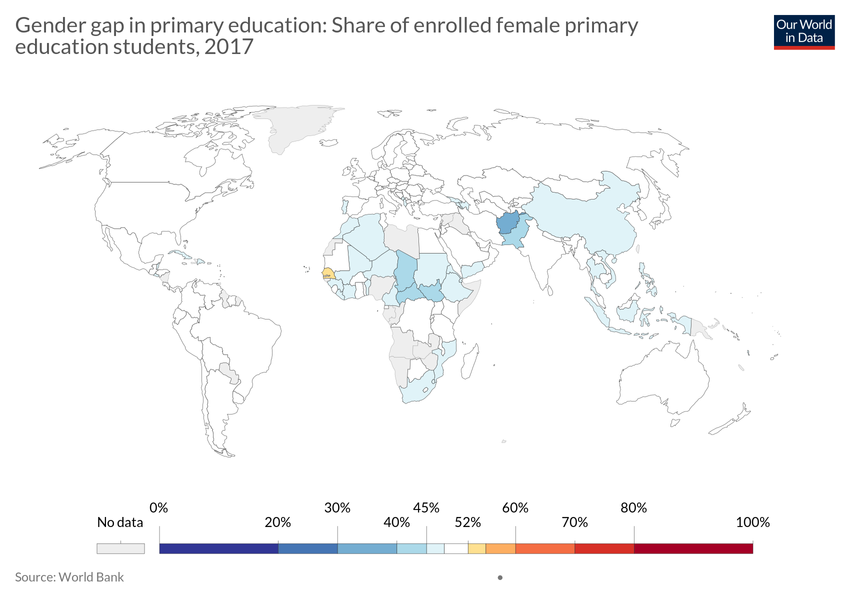 Gender gap in primary education: Share of enrolled female primary
education students, 2017
Our World
in Data
0% 30% 45% 60% 80%
No data 20% 40% 52% 70% 100%
Source: World Bank